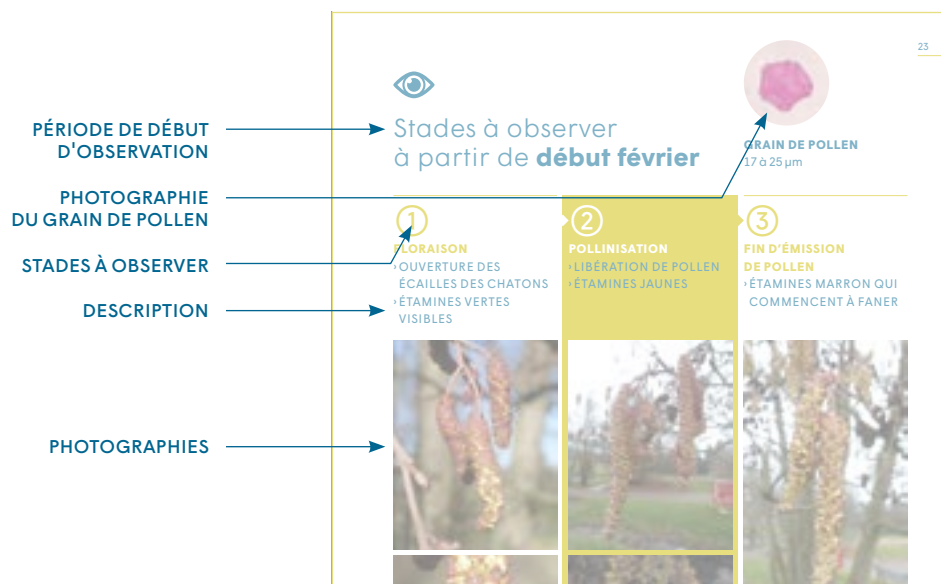 23
PÉRIODE DE DÉBUT
D'OBSERVATION
Stades à observer
à partir de début février
GRAIN DE POLLEN
17 à 25 µm
PHOTOGRAPHIE
DU GRAIN DE POLLEN
STADES À OBSERVER
DESCRIPTION
PHOTOGRAPHIES
1
FLORAISON
› OUVERTURE DES
ÉCAILLES DES CHATONS
› ÉTAMINES VERTES
VISIBLES
2
POLLINISATION
› LIBÉRATION DE POLLEN
› ÉTAMINES JAUNES
3
FIN D'ÉMISSION
DE POLLEN
› ÉTAMINES MARRON QUI
COMMENCENT À FANER